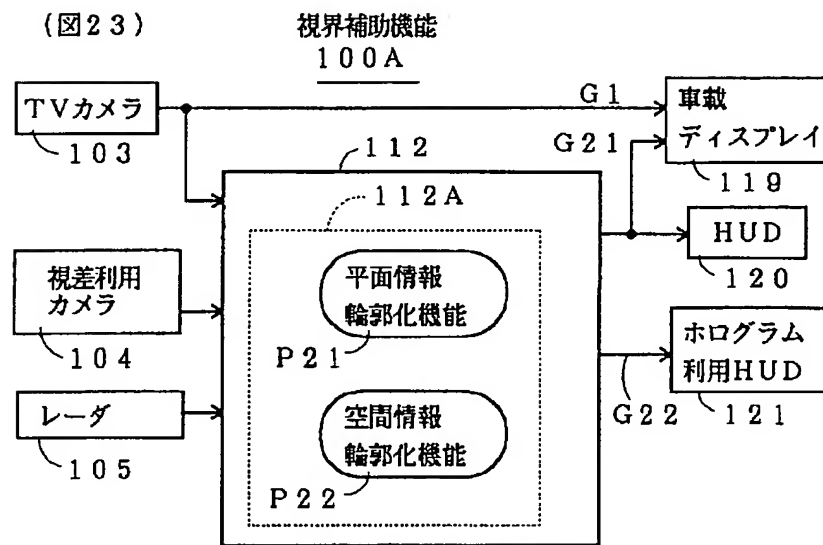 (図23)
視界補助機能
100A
TVカメラ
103
視差利用
カメラ
104
レーダ
105
112
112A
平面情報
輪郭化機能
P21
空間情報
輪郭化機能
P22
G1
G21
車載
ディスプレイ
119
HUD
120
ホログラム
利用HUD
G22
121